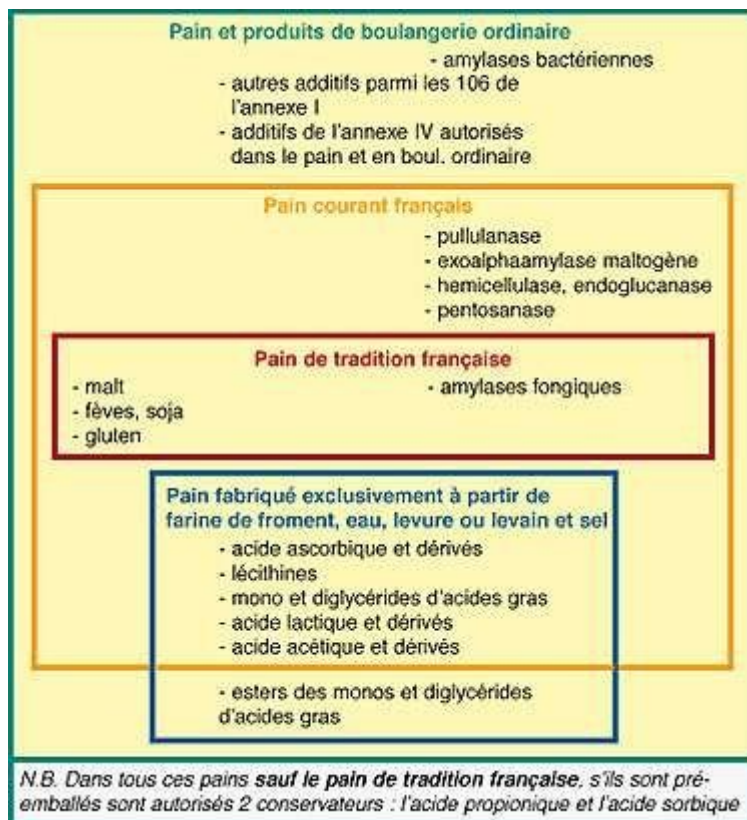 Pain et produits de boulangerie ordinaire
- amylases bactériennes
- autres additifs parmi les 106 de
l'annexe I
- additifs de l'annexe IV autorisés
dans le pain et en boul. ordinaire
Pain courant français
- pullulanase
- exoalphaamylase maltogène
- hemicellulase, endoglucanase
- pentosanase
Pain de tradition française
- malt
- fèves, soja
- gluten
- amylases fongiques
Pain fabriqué exclusivement à partir de
farine de froment, eau, levure ou levain et sel
- acide ascorbique et dérivés
- lécithines
- mono et diglycérides d'acides gras
- acide lactique et dérivés
- acide acétique et dérivés
- esters des monos et diglycérides
d'acides gras
N.B. Dans tous ces pains sauf le pain de tradition française, s'ils sont pré-
emballés sont autorisés 2 conservateurs : l'acide propionique et l'acide sorbique